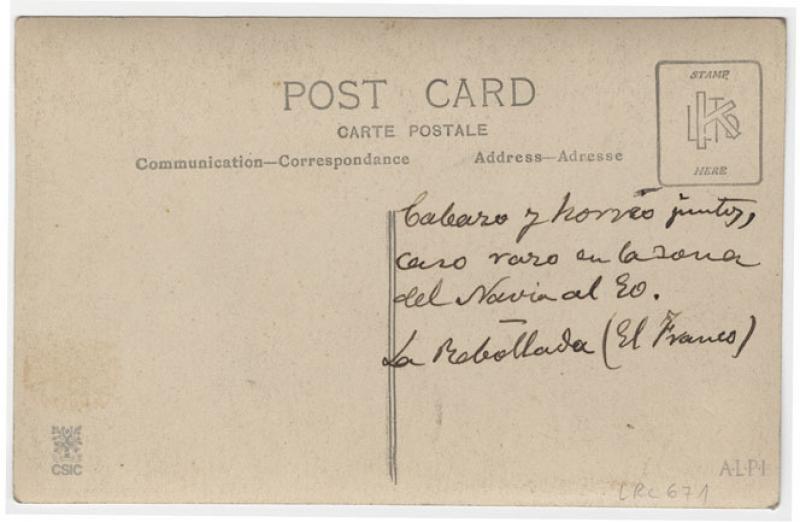 POST CARD
CARTE POSTALE
Communication—Correspondance
Address—Adresse
STAMP
LTD
HERE
Cabazo y horreo juntos,
caso raro en la zona
del Navia al Eo.
La Rebollada (El Franco)
CSIC
A·L·P·I
LRC 671